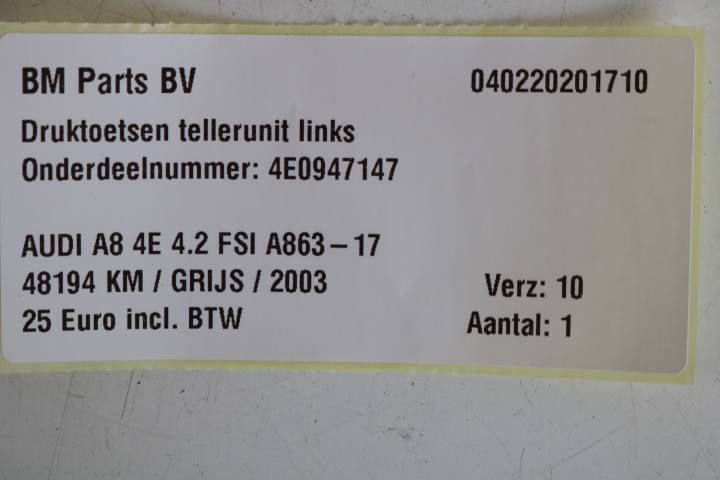 BM Parts BV 040220201710
Druktoetsen tellerunit links
Onderdeelnummer: 4E0947147
AUDI A8 4E 4.2 FSI A863-17
48194 KM / GRIJS / 2003 Verz: 10
25 Euro incl. BTW Aantal: 1